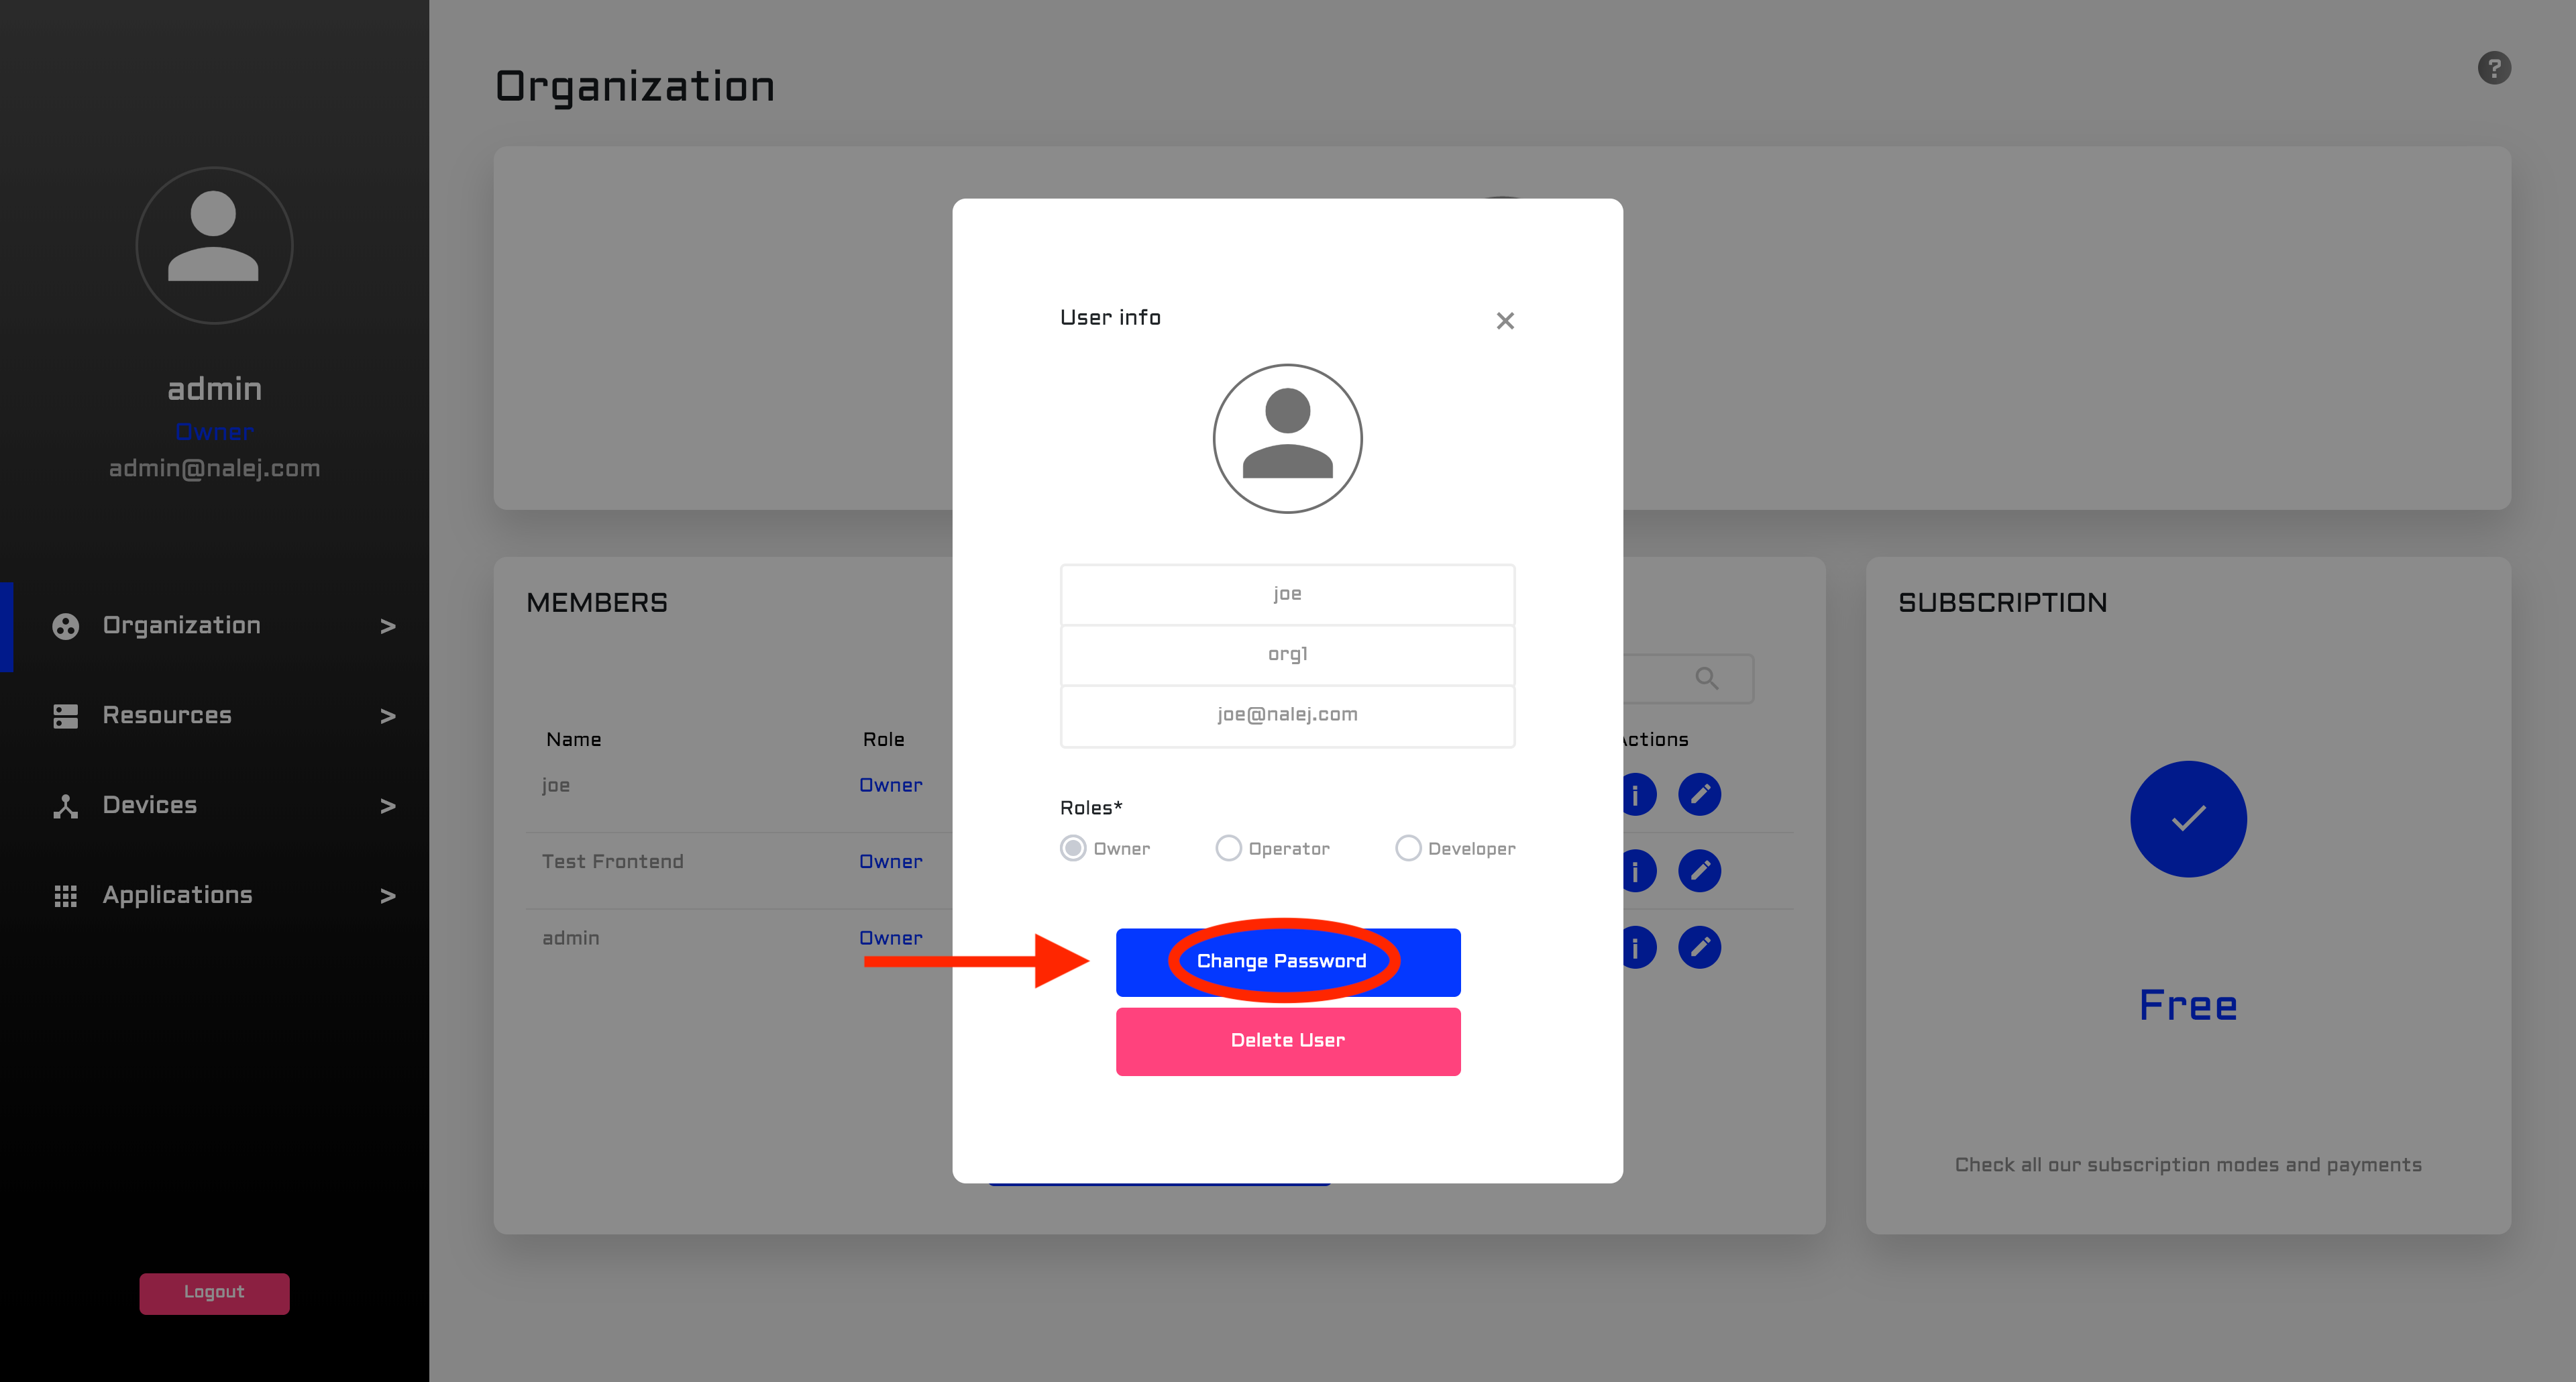 admin
Owner
admin@nalej.com
Organization >
Resources >
Devices >
Applications >
Logout
Organization
?
MEMBERS
Name Role Actions
joe Owner
Test Frontend Owner
admin Owner
User info
joe
org1
joe@nalej.com
Roles*
Owner Operator Developer
Change Password
Delete User
SUBSCRIPTION
Free
Check all our subscription modes and payments